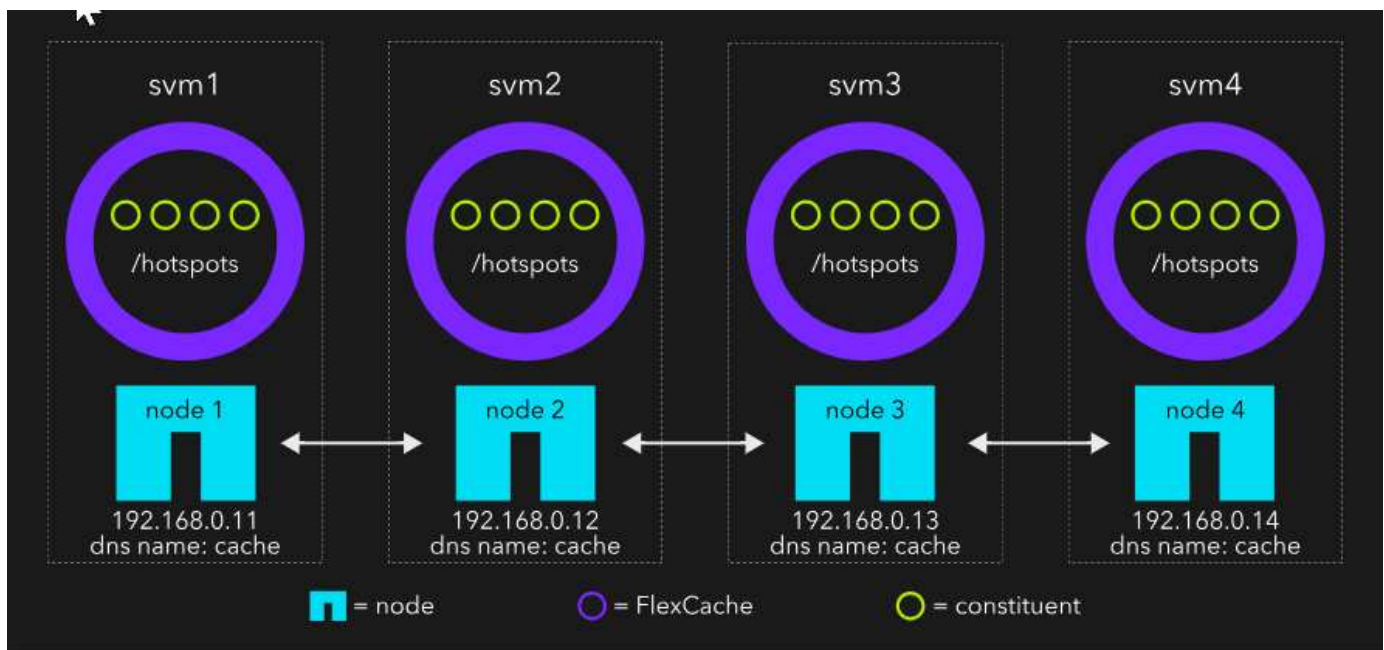 svm1
svm2
svm3
svm4
/hotspots
/hotspots
/hotspots
/hotspots
node 1
node 2
node 3
node 4
192.168.0.11
dns name: cache
192.168.0.12
dns name: cache
192.168.0.13
dns name: cache
192.168.0.14
dns name: cache
= node
= FlexCache
= constituent